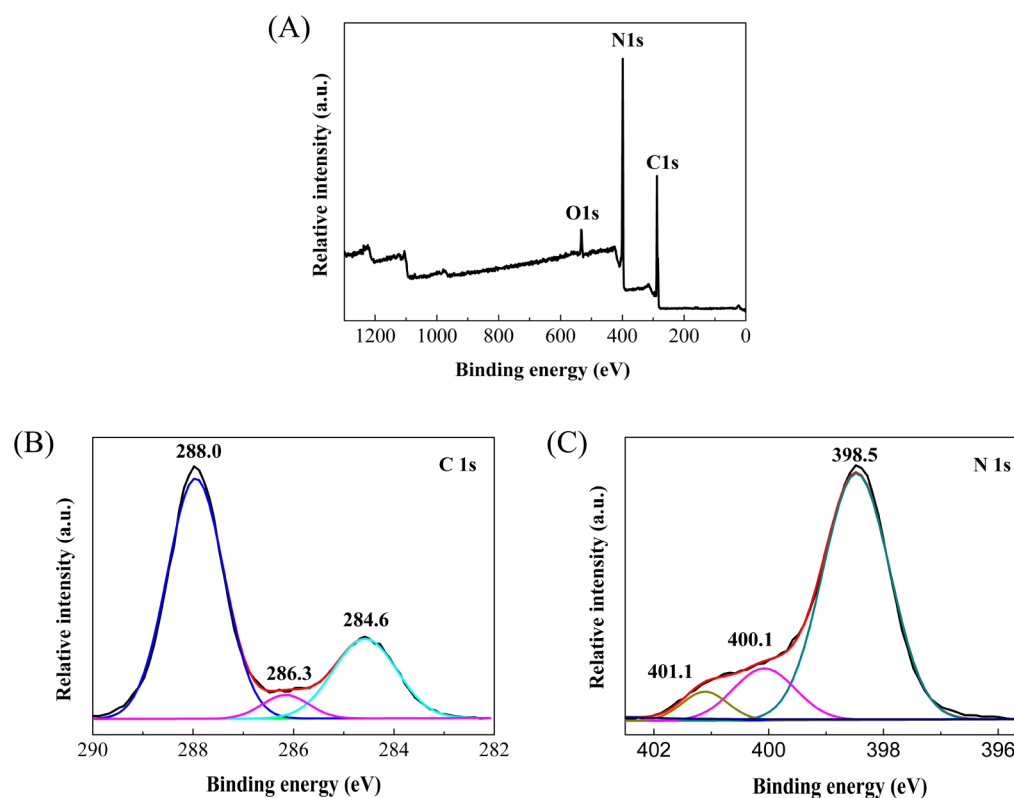 (A)
N1s
C1s
O1s
Relative intensity (a.u.)
1200 1000 800 600 400 200 0
Binding energy (eV)
(B)
288.0
C 1s
284.6
286.3
Relative intensity (a.u.)
290 288 286 284 282
Binding energy (eV)
(C)
398.5
N 1s
400.1
401.1
Relative intensity (a.u.)
402 400 398 396
Binding energy (eV)